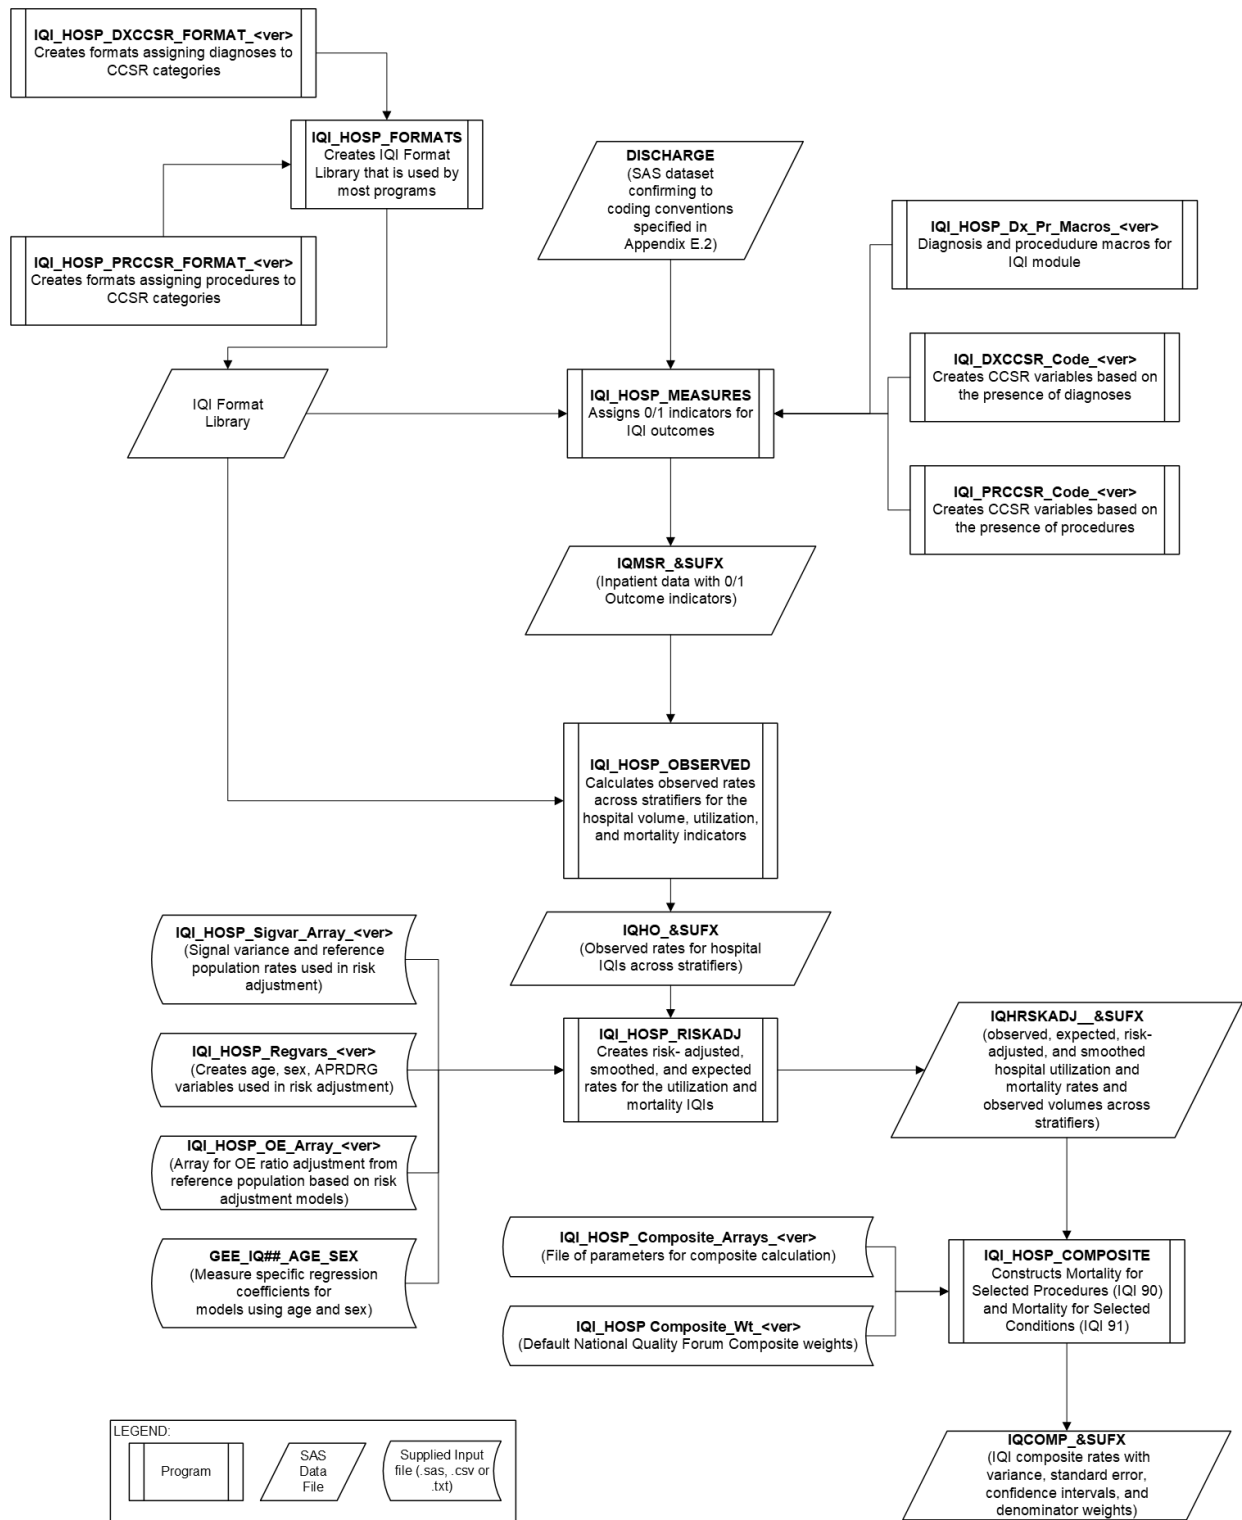 IQI_HOSP_DXCCSR_FORMAT_<ver>
Creates formats assigning diagnoses to
CCSR categories
IQI_HOSP_FORMATS
Creates IQI Format
Library that is used by
most programs
IQI_HOSP_PRCCSR_FORMAT_<ver>
Creates formats assigning procedures to
CCSR categories
DISCHARGE
(SAS dataset
confirming to
coding conventions
specified in
Appendix E.2)
IQI_HOSP_Dx_Pr_Macros_<ver>
Diagnosis and procedudure macros for
IQI module
IQI_DXCCSR_Code_<ver>
Creates CCSR variables based on
the presence of diagnoses
IQI_PRCCSR_Code_<ver>
Creates CCSR variables based on
the presence of procedures
IQI Format
Library
IQI_HOSP_MEASURES
Assigns 0/1 indicators for
IQI outcomes
IQMSR_&SUFX
(Inpatient data with 0/1
Outcome indicators)
IQI_HOSP_OBSERVED
Calculates observed rates
across stratifiers for the
hospital volume, utilization,
and mortality indicators
IQHO_&SUFX
(Observed rates for hospital
IQIs across stratifiers)
IQI_HOSP_Sigvar_Array_<ver>
(Signal variance and reference
population rates used in risk
adjustment)
IQI_HOSP_Regvars_<ver>
(Creates age, sex, APRDRG
variables used in risk adjustment)
IQI_HOSP_OE_Array_<ver>
(Array for OE ratio adjustment from
reference population based on risk
adjustment models)
GEE_IQ##_AGE_SEX
(Measure specific regression
coefficients for
models using age and sex)
IQI_HOSP_RISKADJ
Creates risk- adjusted,
smoothed, and expected
rates for the utilization and
mortality IQIs
IQHRSKADJ__&SUFX
(observed, expected, risk-
adjusted, and smoothed
hospital utilization and
mortality rates and
observed volumes across
stratifiers)
IQI_HOSP_Composite_Arrays_<ver>
(File of parameters for composite calculation)
IQI_HOSP Composite_Wt_<ver>
(Default National Quality Forum Composite weights)
IQI_HOSP_COMPOSITE
Constructs Mortality for
Selected Procedures (IQI 90)
and Mortality for Selected
Conditions (IQI 91)
IQCOMP_&SUFX
(IQI composite rates with
variance, standard error,
confidence intervals, and
denominator weights)
LEGEND:
Program
SAS
Data
File
Supplied Input
file (.sas, .csv or
.txt)